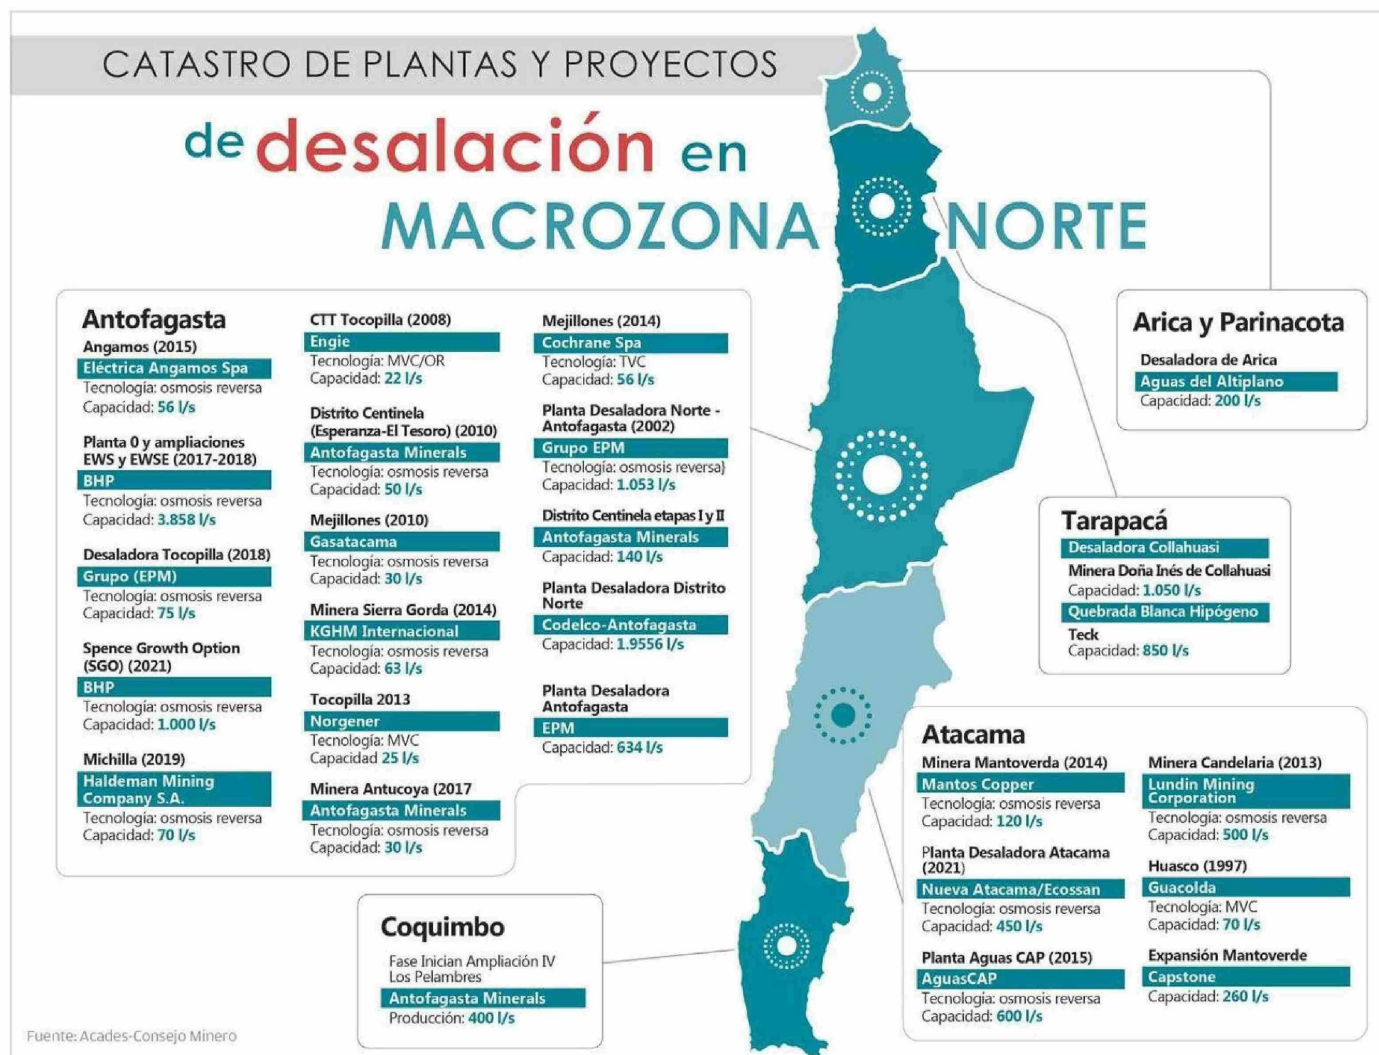 CATASTRO DE PLANTAS Y PROYECTOS
de desalación en
MACROZONA NORTE
Antofagasta
Angamos (2015)
Eléctrica Angamos Spa
Tecnología: osmosis reversa
Capacidad: 56 l/s
Planta 0 y ampliaciones
EWS y EWSE (2017-2018)
BHP
Tecnología: osmosis reversa
Capacidad: 3.858 l/s
Desaladora Tocopilla (2018)
Grupo (EPM)
Tecnología: osmosis reversa
Capacidad: 75 l/s
Spence Growth Option
(SGO) (2021)
BHP
Tecnología: osmosis reversa
Capacidad: 1.000 l/s
Michilla (2019)
Haldeman Mining
Company S.A.
Tecnología: osmosis reversa
Capacidad: 70 l/s
CTT Tocopilla (2008)
Engie
Tecnología: MVC/OR
Capacidad: 22 l/s
Distrito Centinela
(Esperanza-El Tesoro) (2010)
Antofagasta Minerals
Tecnología: osmosis reversa
Capacidad: 50 l/s
Mejillones (2010)
Gasatacama
Tecnología: osmosis reversa
Capacidad: 30 l/s
Minera Sierra Gorda (2014)
KGHM Internacional
Tecnología: osmosis reversa
Capacidad: 63 l/s
Tocopilla 2013
Norgener
Tecnología: MVC
Capacidad 25 l/s
Minera Antucoya (2017
Antofagasta Minerals
Tecnología: osmosis reversa
Capacidad: 30 l/s
Mejillones (2014)
Cochrane Spa
Tecnología: TVC
Capacidad: 56 l/s
Planta Desaladora Norte -
Antofagasta (2002)
Grupo EPM
Tecnología: osmosis reversa)
Capacidad: 1.053 l/s
Distrito Centinela etapas I y II
Antofagasta Minerals
Capacidad: 140 l/s
Planta Desaladora Distrito
Norte
Codelco-Antofagasta
Capacidad: 1.9556 l/s
Planta Desaladora
Antofagasta
EPM
Capacidad: 634 l/s
Arica y Parinacota
Desaladora de Arica
Aguas del Altiplano
Capacidad: 200 l/s
Tarapacá
Desaladora Collahuasi
Minera Doña Inés de Collahuasi
Capacidad: 1.050 l/s
Quebrada Blanca Hipógeno
Teck
Capacidad: 850 l/s
Atacama
Minera Mantoverda (2014)
Mantos Copper
Tecnología: osmosis reversa
Capacidad: 120 l/s
Planta Desaladora Atacama
(2021)
Nueva Atacama/Ecossan
Tecnología: osmosis reversa
Capacidad: 450 l/s
Planta Aguas CAP (2015)
AguasCAP
Tecnología: osmosis reversa
Capacidad: 600 l/s
Minera Candelaria (2013)
Lundin Mining
Corporation
Tecnología: osmosis reversa
Capacidad: 500 l/s
Huasco (1997)
Guacolda
Tecnología: MVC
Capacidad: 70 l/s
Expansión Mantoverde
Capstone
Capacidad: 260 l/s
Coquimbo
Fase Inician Ampliación IV
Los Pelambres
Antofagasta Minerals
Producción: 400 l/s
Fuente: Acades-Consejo Minero